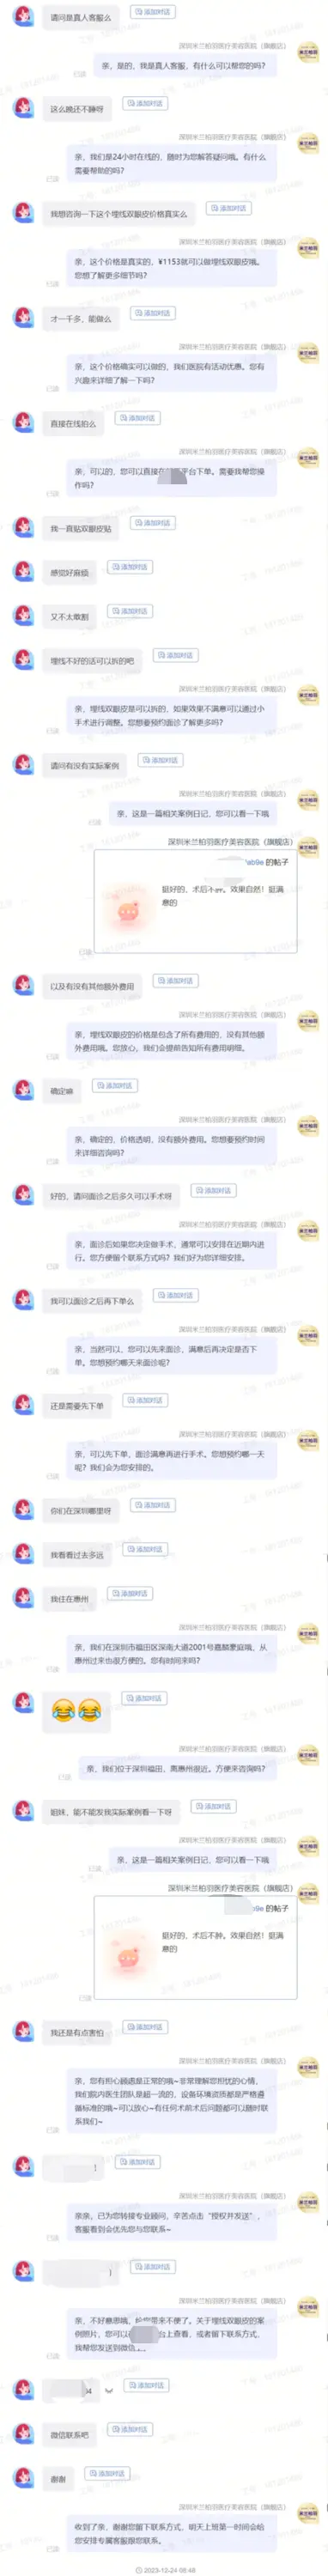 请问是真人客服么
添加对话
深圳米兰柏羽医疗美容医院（旗舰店）
亲，是的，我是真人客服，有什么可以帮您的吗？
已读
这么晚还不睡呀
添加对话
深圳米兰柏羽医疗美容医院（旗舰店）
亲，我们是24小时在线的，随时为您解答疑问哦。有什么
需要帮助的吗？
已读
我想咨询一下这个埋线双眼皮价格真实么
添加对话
深圳米兰柏羽医疗美容医院（旗舰店）
亲，这个价格是真实的，¥1153就可以做埋线双眼皮哦。
您想了解更多细节吗？
已读
才一千多，能做么
添加对话
深圳米兰柏羽医疗美容医院（旗舰店）
亲，这个价格确实可以做的，我们医院有活动优惠。您有
兴趣来详细了解一下吗？
已读
直接在线拍么
添加对话
深圳米兰柏羽医疗美容医院（旗舰店）
亲，可以的，您可以直接在平台下单。需要我帮您操
作吗？
已读
我一直贴双眼皮贴
添加对话
感觉好麻烦
添加对话
又不太敢割
添加对话
埋线不好的话可以拆的吧
添加对话
深圳米兰柏羽医疗美容医院（旗舰店）
亲，埋线双眼皮是可以拆的，如果效果不满意可以通过小
手术进行调整。您想要预约面诊了解更多吗？
已读
请问有没有实际案例
添加对话
深圳米兰柏羽医疗美容医院（旗舰店）
亲，这是一篇相关案例日记，您可以看一下哦
已读
深圳米兰柏羽医疗美容医院（旗舰店）
ab9e 的帖子
挺好的，术后不肿。效果自然！挺满
意的
已读
以及有没有其他额外费用
添加对话
深圳米兰柏羽医疗美容医院（旗舰店）
亲，埋线双眼皮的价格是包含了所有费用的，没有其他额
外费用哦。您放心，我们会提前告知所有费用明细。
已读
确定嘛
添加对话
深圳米兰柏羽医疗美容医院（旗舰店）
亲，确定的，价格透明，没有额外费用。您想要预约时间
来详细咨询吗？
已读
好的，请问面诊之后多久可以手术呀
添加对话
深圳米兰柏羽医疗美容医院（旗舰店）
亲，面诊后如果您决定做手术，通常可以安排在近期内进
行。您方便留个联系方式吗？我们好为您详细安排。
已读
我可以面诊之后再下单么
添加对话
深圳米兰柏羽医疗美容医院（旗舰店）
亲，当然可以，您可以先来面诊，满意后再决定是否下
单。您想预约哪天来面诊呢？
已读
还是需要先下单
添加对话
深圳米兰柏羽医疗美容医院（旗舰店）
亲，可以先下单，面诊满意再进行手术。您想预约哪一天
呢？我们会为您安排的。
已读
你们在深圳哪里呀
添加对话
我看看过去多远
添加对话
我住在惠州
添加对话
深圳米兰柏羽医疗美容医院（旗舰店）
亲，我们在深圳市福田区深南大道2001号嘉麟豪庭哦，从
惠州过来也很方便的。您有时间来吗？
已读
添加对话
深圳米兰柏羽医疗美容医院（旗舰店）
亲，我们位于深圳福田，离惠州很近。方便来咨询吗？
已读
姐妹，能不能发我实际案例看一下呀
添加对话
深圳米兰柏羽医疗美容医院（旗舰店）
亲，这是一篇相关案例日记，您可以看一下哦
已读
深圳米兰柏羽医疗美容医院（旗舰店）
的帖子
挺好的，术后不肿。效果自然！挺满
意的
已读
我还是有点害怕
添加对话
深圳米兰柏羽医疗美容医院（旗舰店）
亲，您有担心顾虑是正常的哦~非常理解您担忧的心情，
我们院内医生团队是超一流的，设备环境资质都是严格遵
循标准的哦~可以放心~有任何术前术后问题都可以随时联
系我们~
已读
添加对话
深圳米兰柏羽医疗美容医院（旗舰店）
亲亲，已为您转接专业顾问，辛苦点击“授权并发送”，
客服看到会优先您与您联系~
已读
添加对话
深圳米兰柏羽医疗美容医院（旗舰店）
亲，不好意思哦，给您带来不便了。关于埋线双眼皮的案
例照片，您可以台上查看，或者留下联系方式，
我帮您发送到微信
已读
添加对话
微信联系吧
添加对话
谢谢
添加对话
深圳米兰柏羽医疗美容医院（旗舰店）
收到了亲，谢谢您留下联系方式，明天上班第一时间会给
您安排专属客服跟您联系。
已读
2023-12-24 08:48